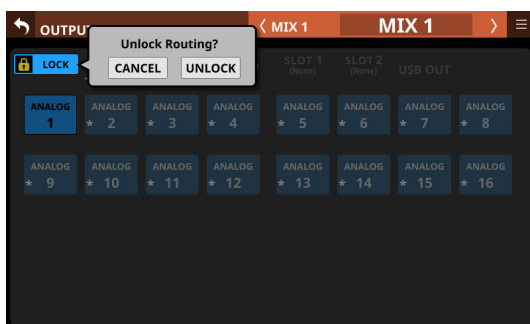 OUTPU
MIX 1
MIX 1
Unlock Routing?
CANCEL UNLOCK
LOCK
SLOT 1
(None)
SLOT 2
(None)
USB OUT
ANALOG ANALOG ANALOG ANALOG ANALOG ANALOG ANALOG ANALOG
1 * 2 * 3 * 4 * 5 * 6 * 7 * 8
ANALOG ANALOG ANALOG ANALOG ANALOG ANALOG ANALOG ANALOG
* 9 * 10 * 11 * 12 * 13 * 14 * 15 * 16